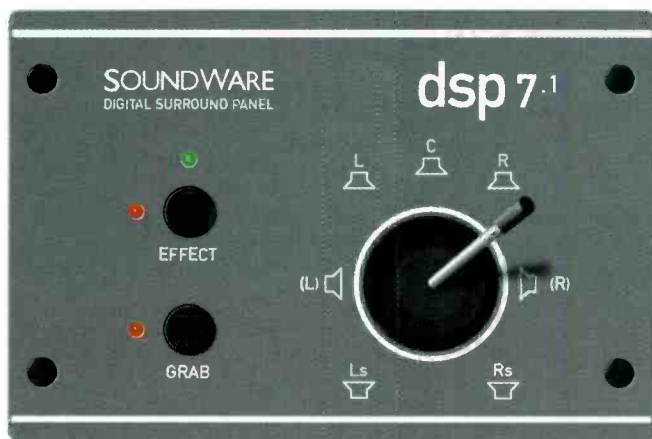 SOUNDWARE
DIGITAL SURROUND PANEL
dsp 7.1
L
C
R
EFFECT
(L)
(R)
GRAB
Ls
Rs